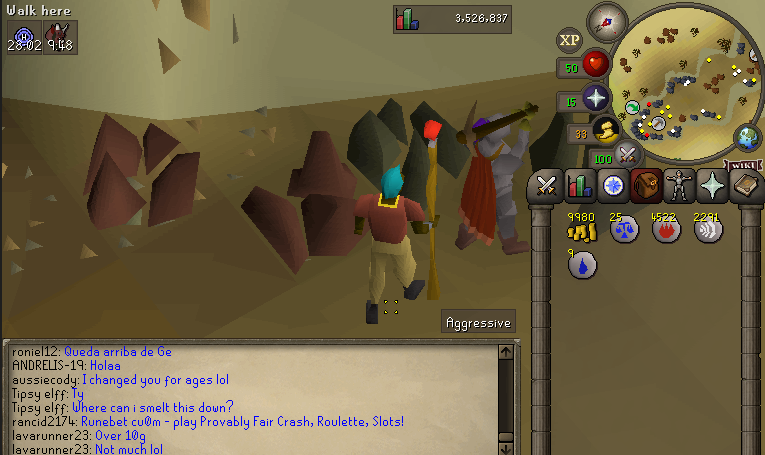 Walk here
28:02 9:48
3,526,837
XP
50
15
33
100
WIKI
9980 25 4522 2291
9
Aggressive
roniel12: Queda arriba de Ge
ANDRELIS-19: Holaa
aussiecody: I changed you for ages lol
Tipsy elff: Ty
Tipsy elff: Where can i smelt this down?
rancid2174: Runebet cu0m - play Provably Fair Crash, Roulette, Slots!
lavarunner23: Over 10g
lavarunner23: Not much lol